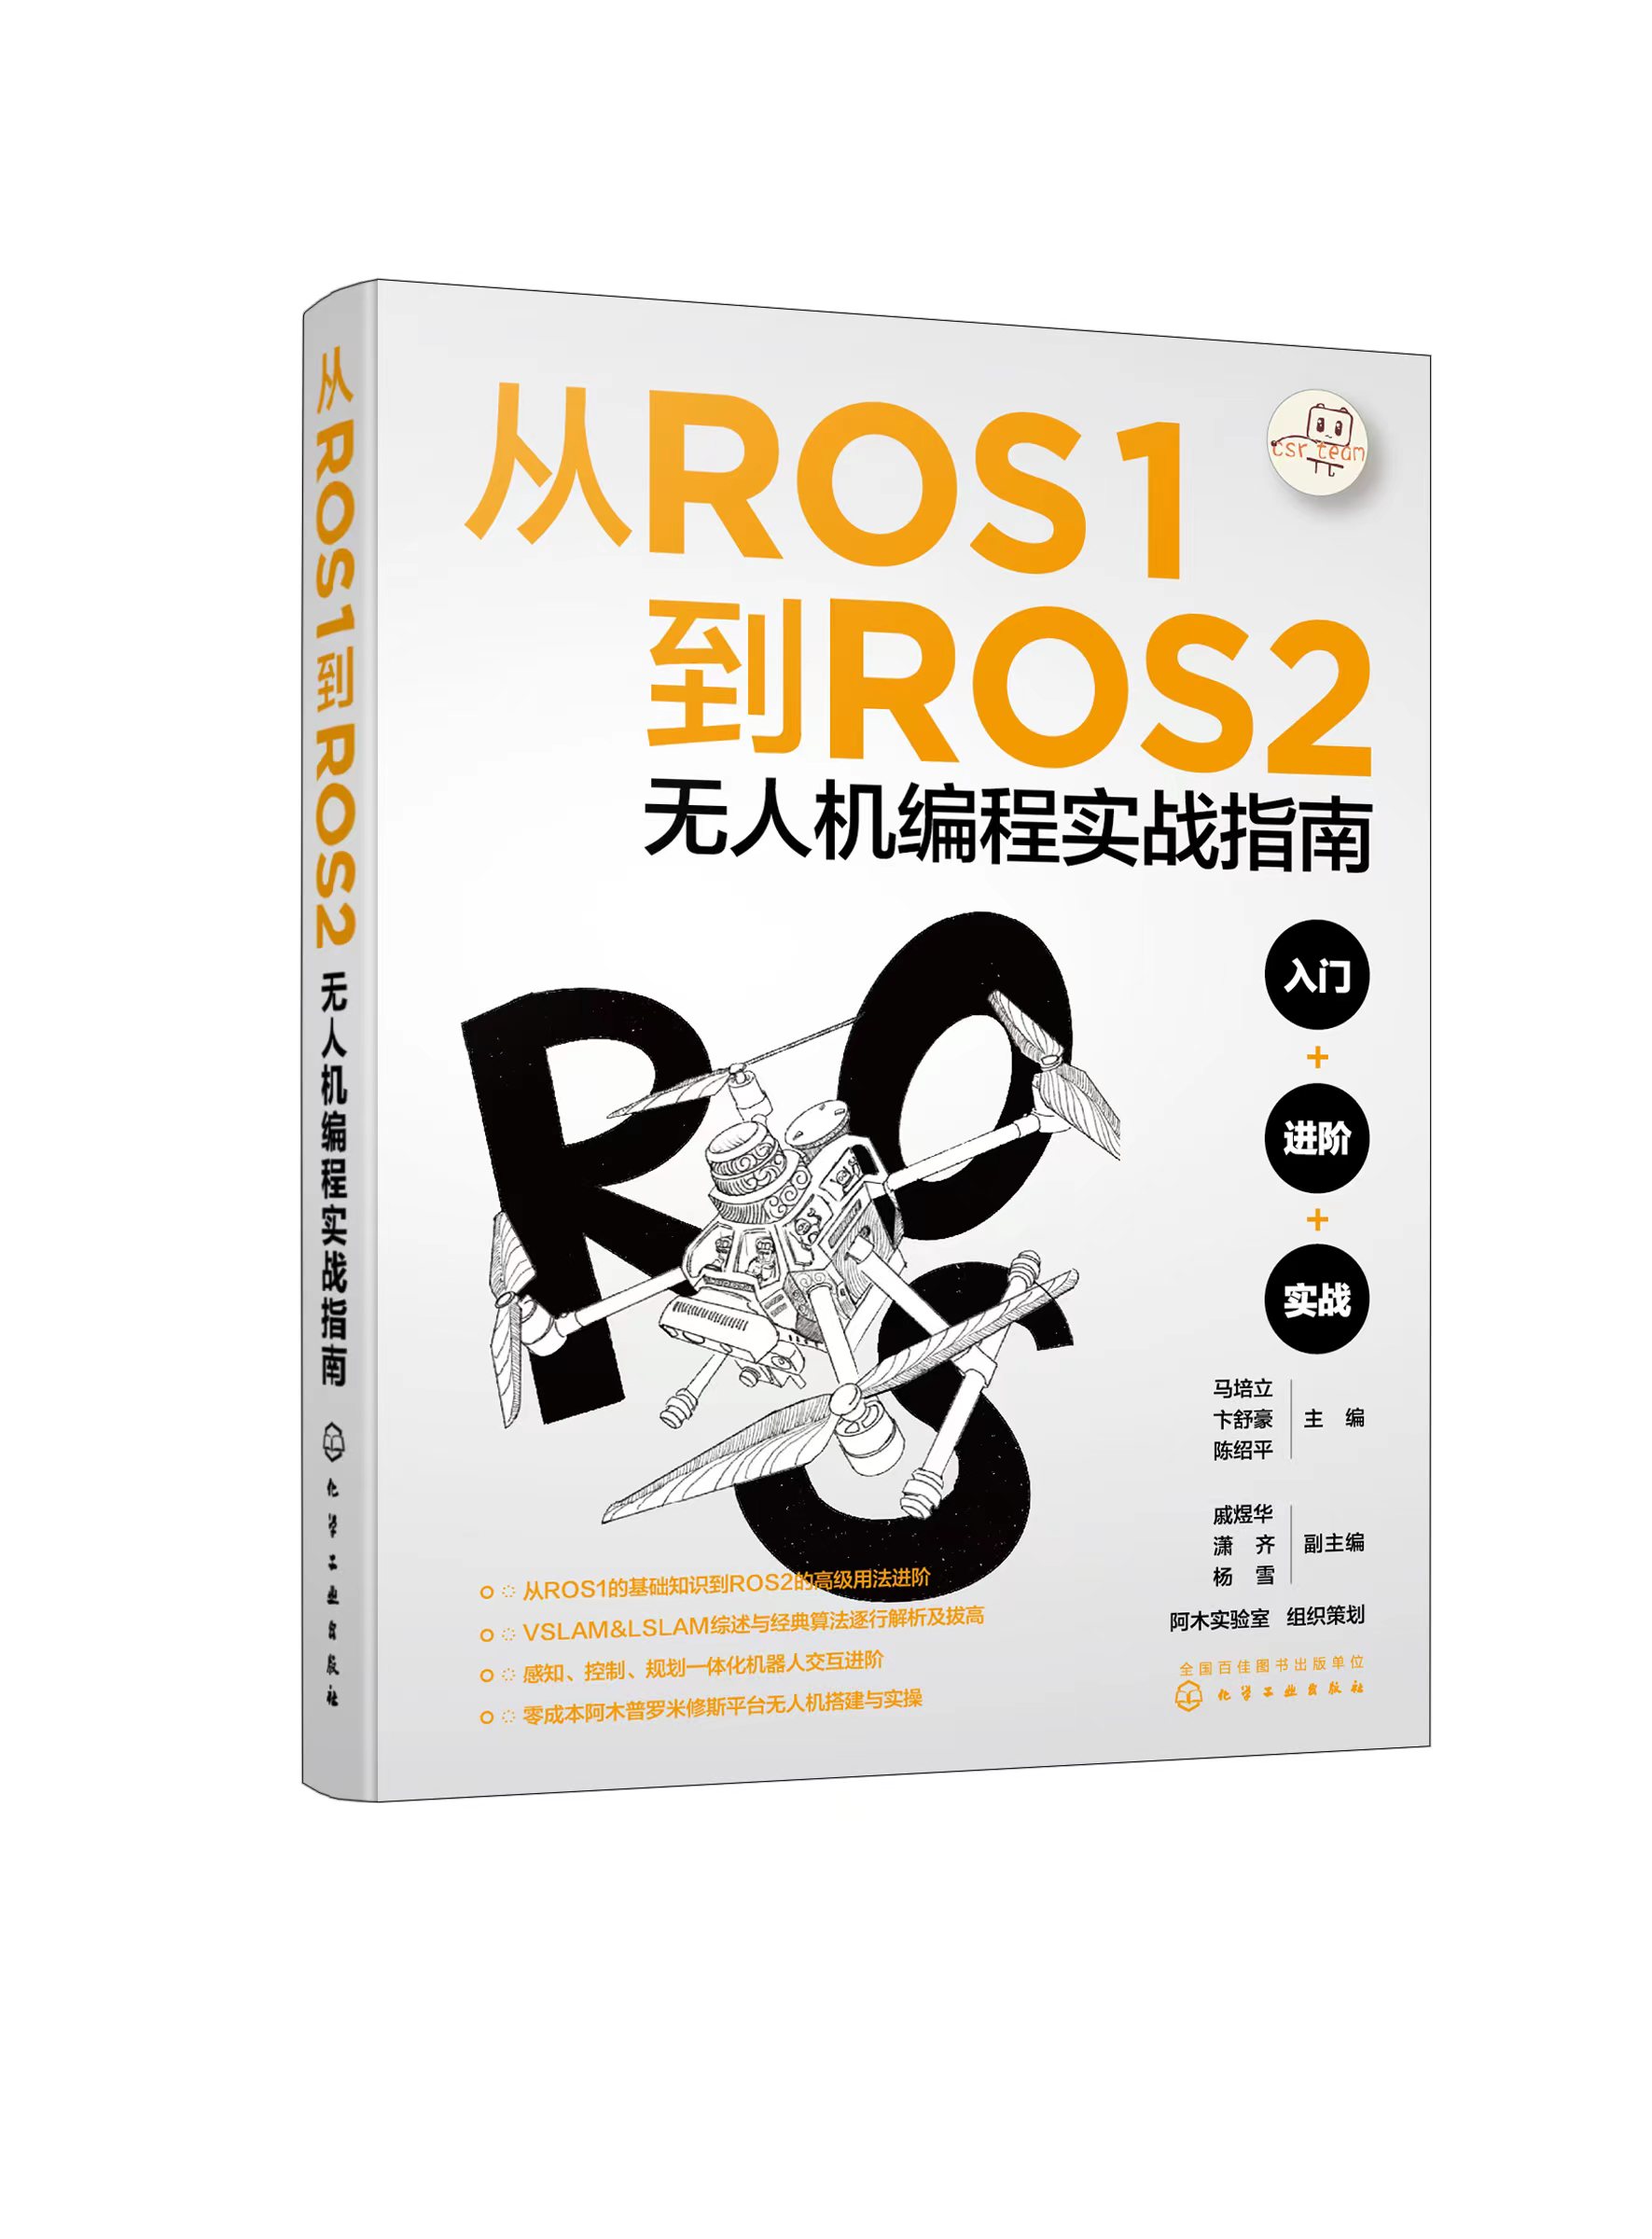 从ROS1到ROS2 无人机编程实战指南
化学工业出版社
从ROS1
到ROS2
无人机编程实战指南
csr team
ROS
入门
+
进阶
+
实战
马培立
卞舒豪
陈绍平
主 编
戚煜华
潇 齐
杨 雪
副主编
阿木实验室 组织策划
从ROS1的基础知识到ROS2的高级用法进阶
VSLAM&LSLAM综述与经典算法逐行解析及拔高
感知、控制、规划一体化机器人交互进阶
零成本阿木普罗米修斯平台无人机搭建与实操
全国百佳图书出版单位
化学工业出版社